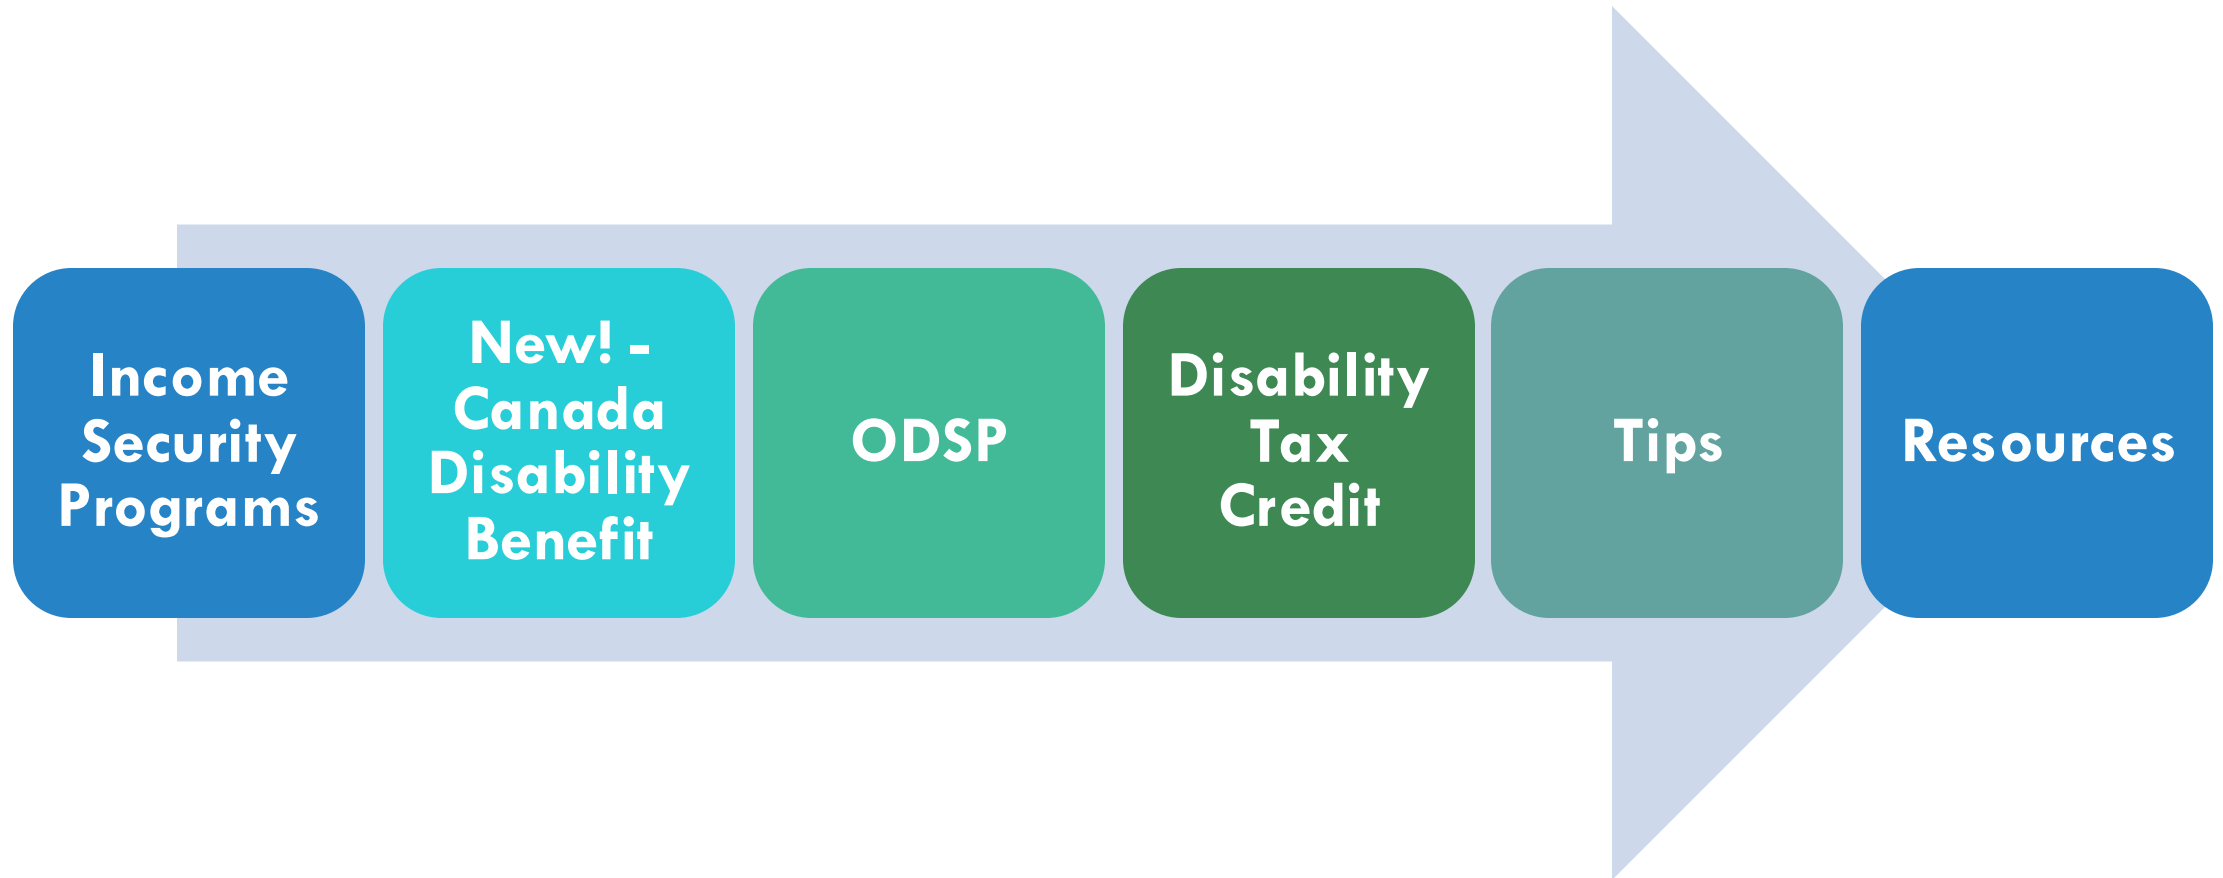 Income
Security
Programs
New! -
Canada
Disability
Benefit
ODSP
Disability
Tax
Credit
Tips
Resources